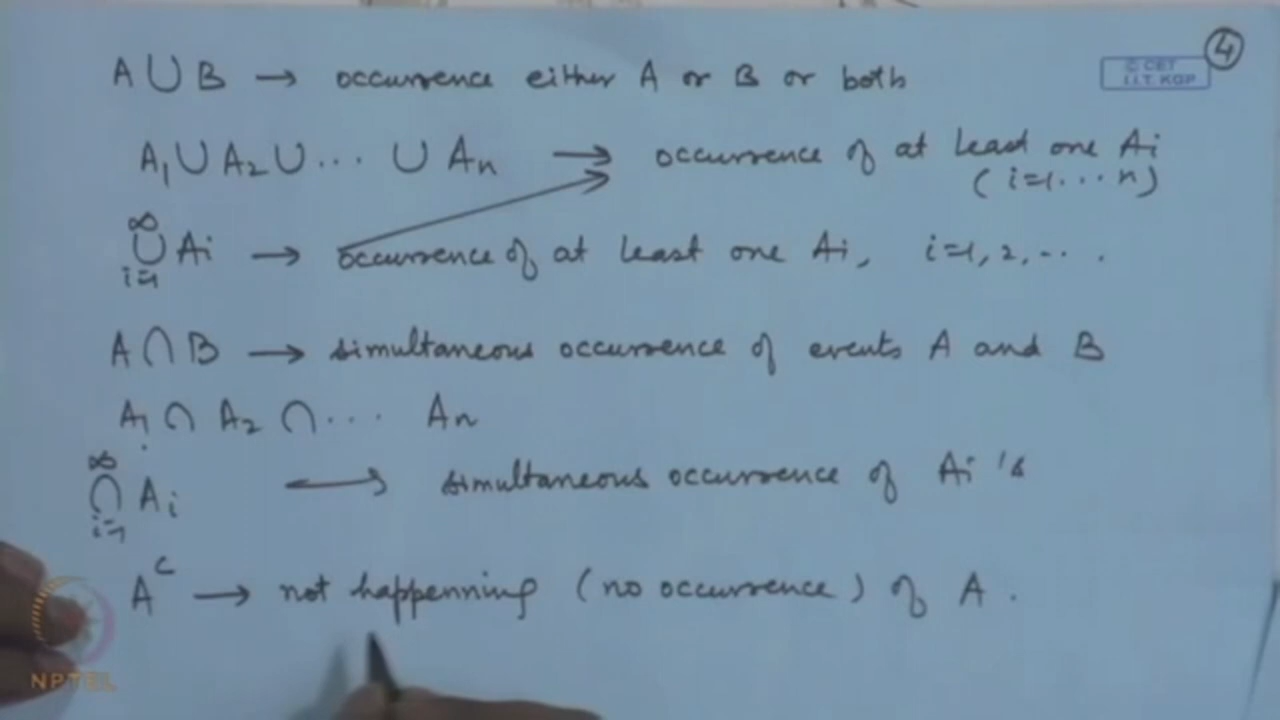 4
© CET
I.I.T. KGP
A ∪ B → occurrence either A or B or both
A₁ ∪ A₂ ∪ ... ∪ Aₙ → occurrence of at least one Ai
(i=1...n)
∞
∪ Ai → occurrence of at least one Ai, i=1,2,... .
i=1
A ∩ B → simultaneous occurrence of events A and B
A₁ ∩ A₂ ∩ ... Aₙ
∞
∩ Ai → simultaneous occurrence of Ai's
i=1
Aᶜ → not happenning (no occurrence) of A.
NPTEL